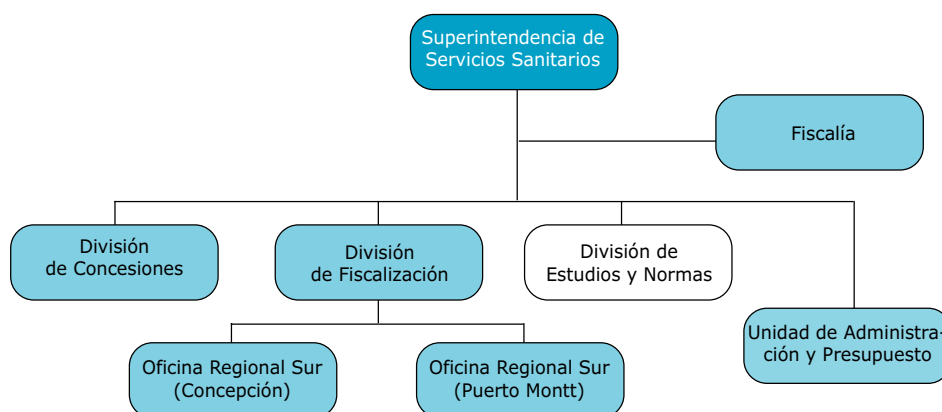 Superintendencia de
Servicios Sanitarios
Fiscalía
División
de Concesiones
División
de Fiscalización
División de
Estudios y Normas
Unidad de Administra-
ción y Presupuesto
Oficina Regional Sur
(Concepción)
Oficina Regional Sur
(Puerto Montt)